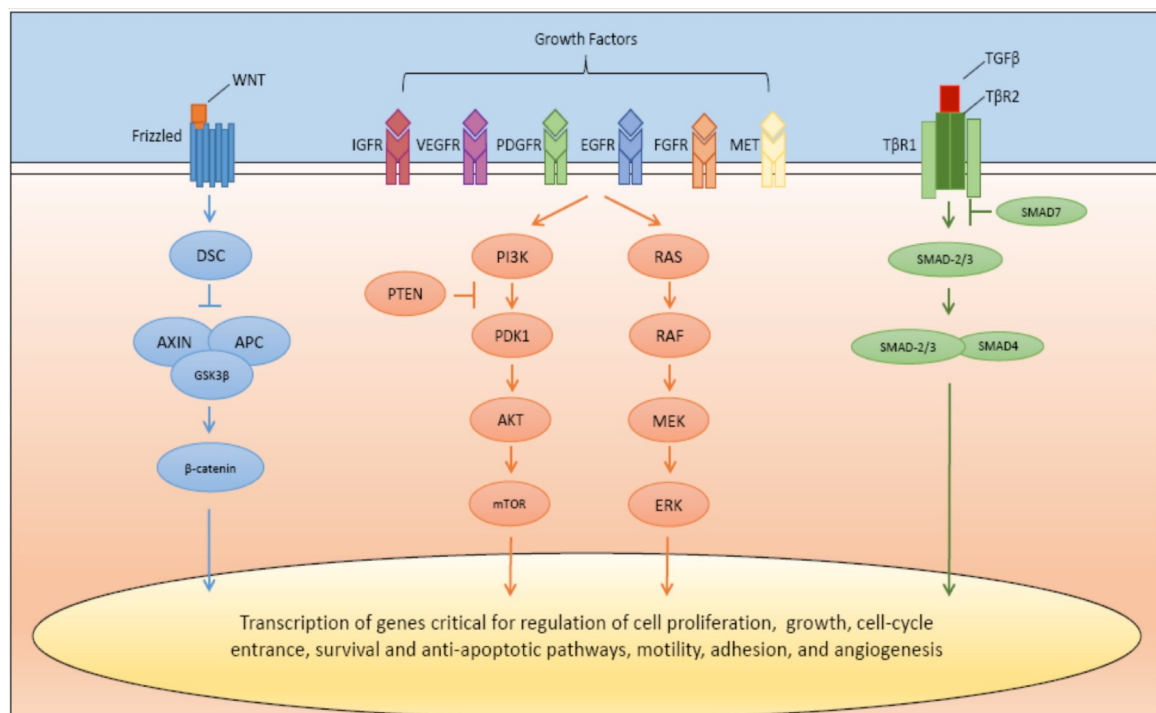 Growth Factors
WNT
Frizzled
IGFR
VEGFR
PDGFR
EGFR
FGFR
MET
TGFβ
TβR2
TβR1
SMAD7
DSC
PI3K
RAS
SMAD-2/3
PTEN
AXIN
APC
GSK3β
PDK1
RAF
SMAD-2/3
SMAD4
AKT
MEK
β-catenin
mTOR
ERK
Transcription of genes critical for regulation of cell proliferation, growth, cell-cycle
entrance, survival and anti-apoptotic pathways, motility, adhesion, and angiogenesis